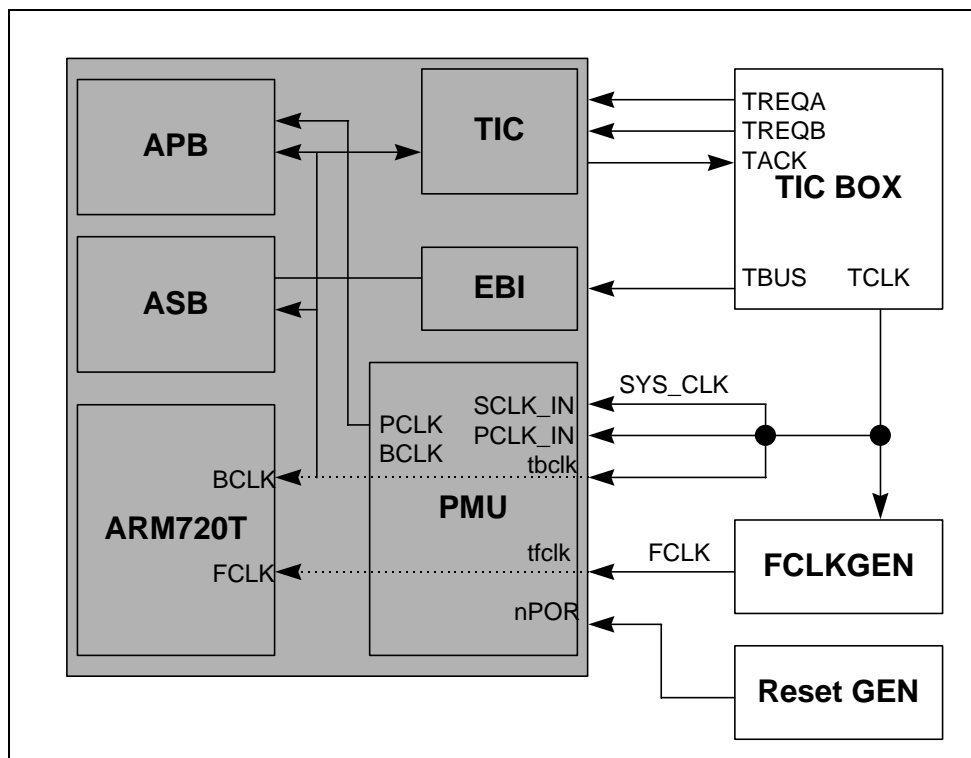 APB
TIC
TREQA
TREQB
TACK
TIC BOX
ASB
EBI
TBUS TCLK
SYS_CLK
SCLK_IN
PCLK
PCLK_IN
BCLK
tbclk
BCLK
PMU
ARM720T
tfclk
FCLK
FCLK
FCLKGEN
nPOR
Reset GEN